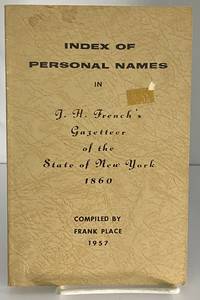 INDEX OF
PERSONAL NAMES
IN
J. H. French's
Gazetteer
of the
State of New York
1860
COMPILED BY
FRANK PLACE
1957